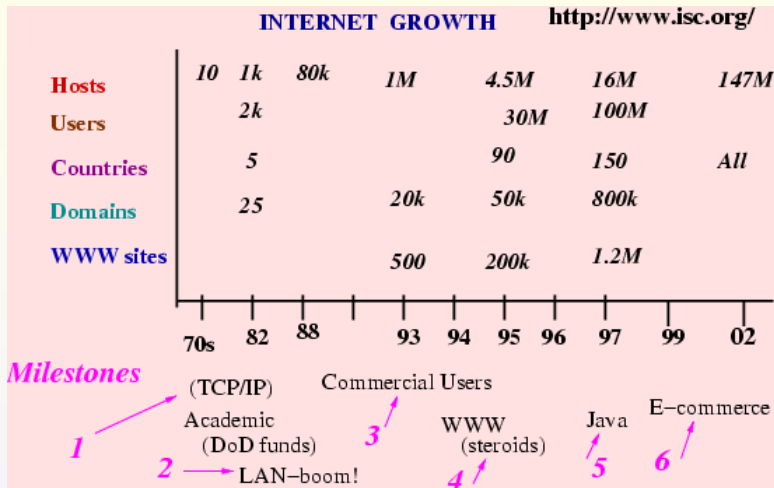 INTERNET GROWTH http://www.isc.org/
Hosts 10 1k 80k 1M 4.5M 16M 147M
Users 2k 30M 100M
Countries 5 90 150 All
Domains 25 20k 50k 800k
WWW sites 500 200k 1.2M
70s 82 88 93 94 95 96 97 99 02
Milestones
(TCP/IP) Commercial Users E-commerce
1 Academic 3 WWW Java
(DoD funds) (steroids)
2 LAN-boom! 4 5 6